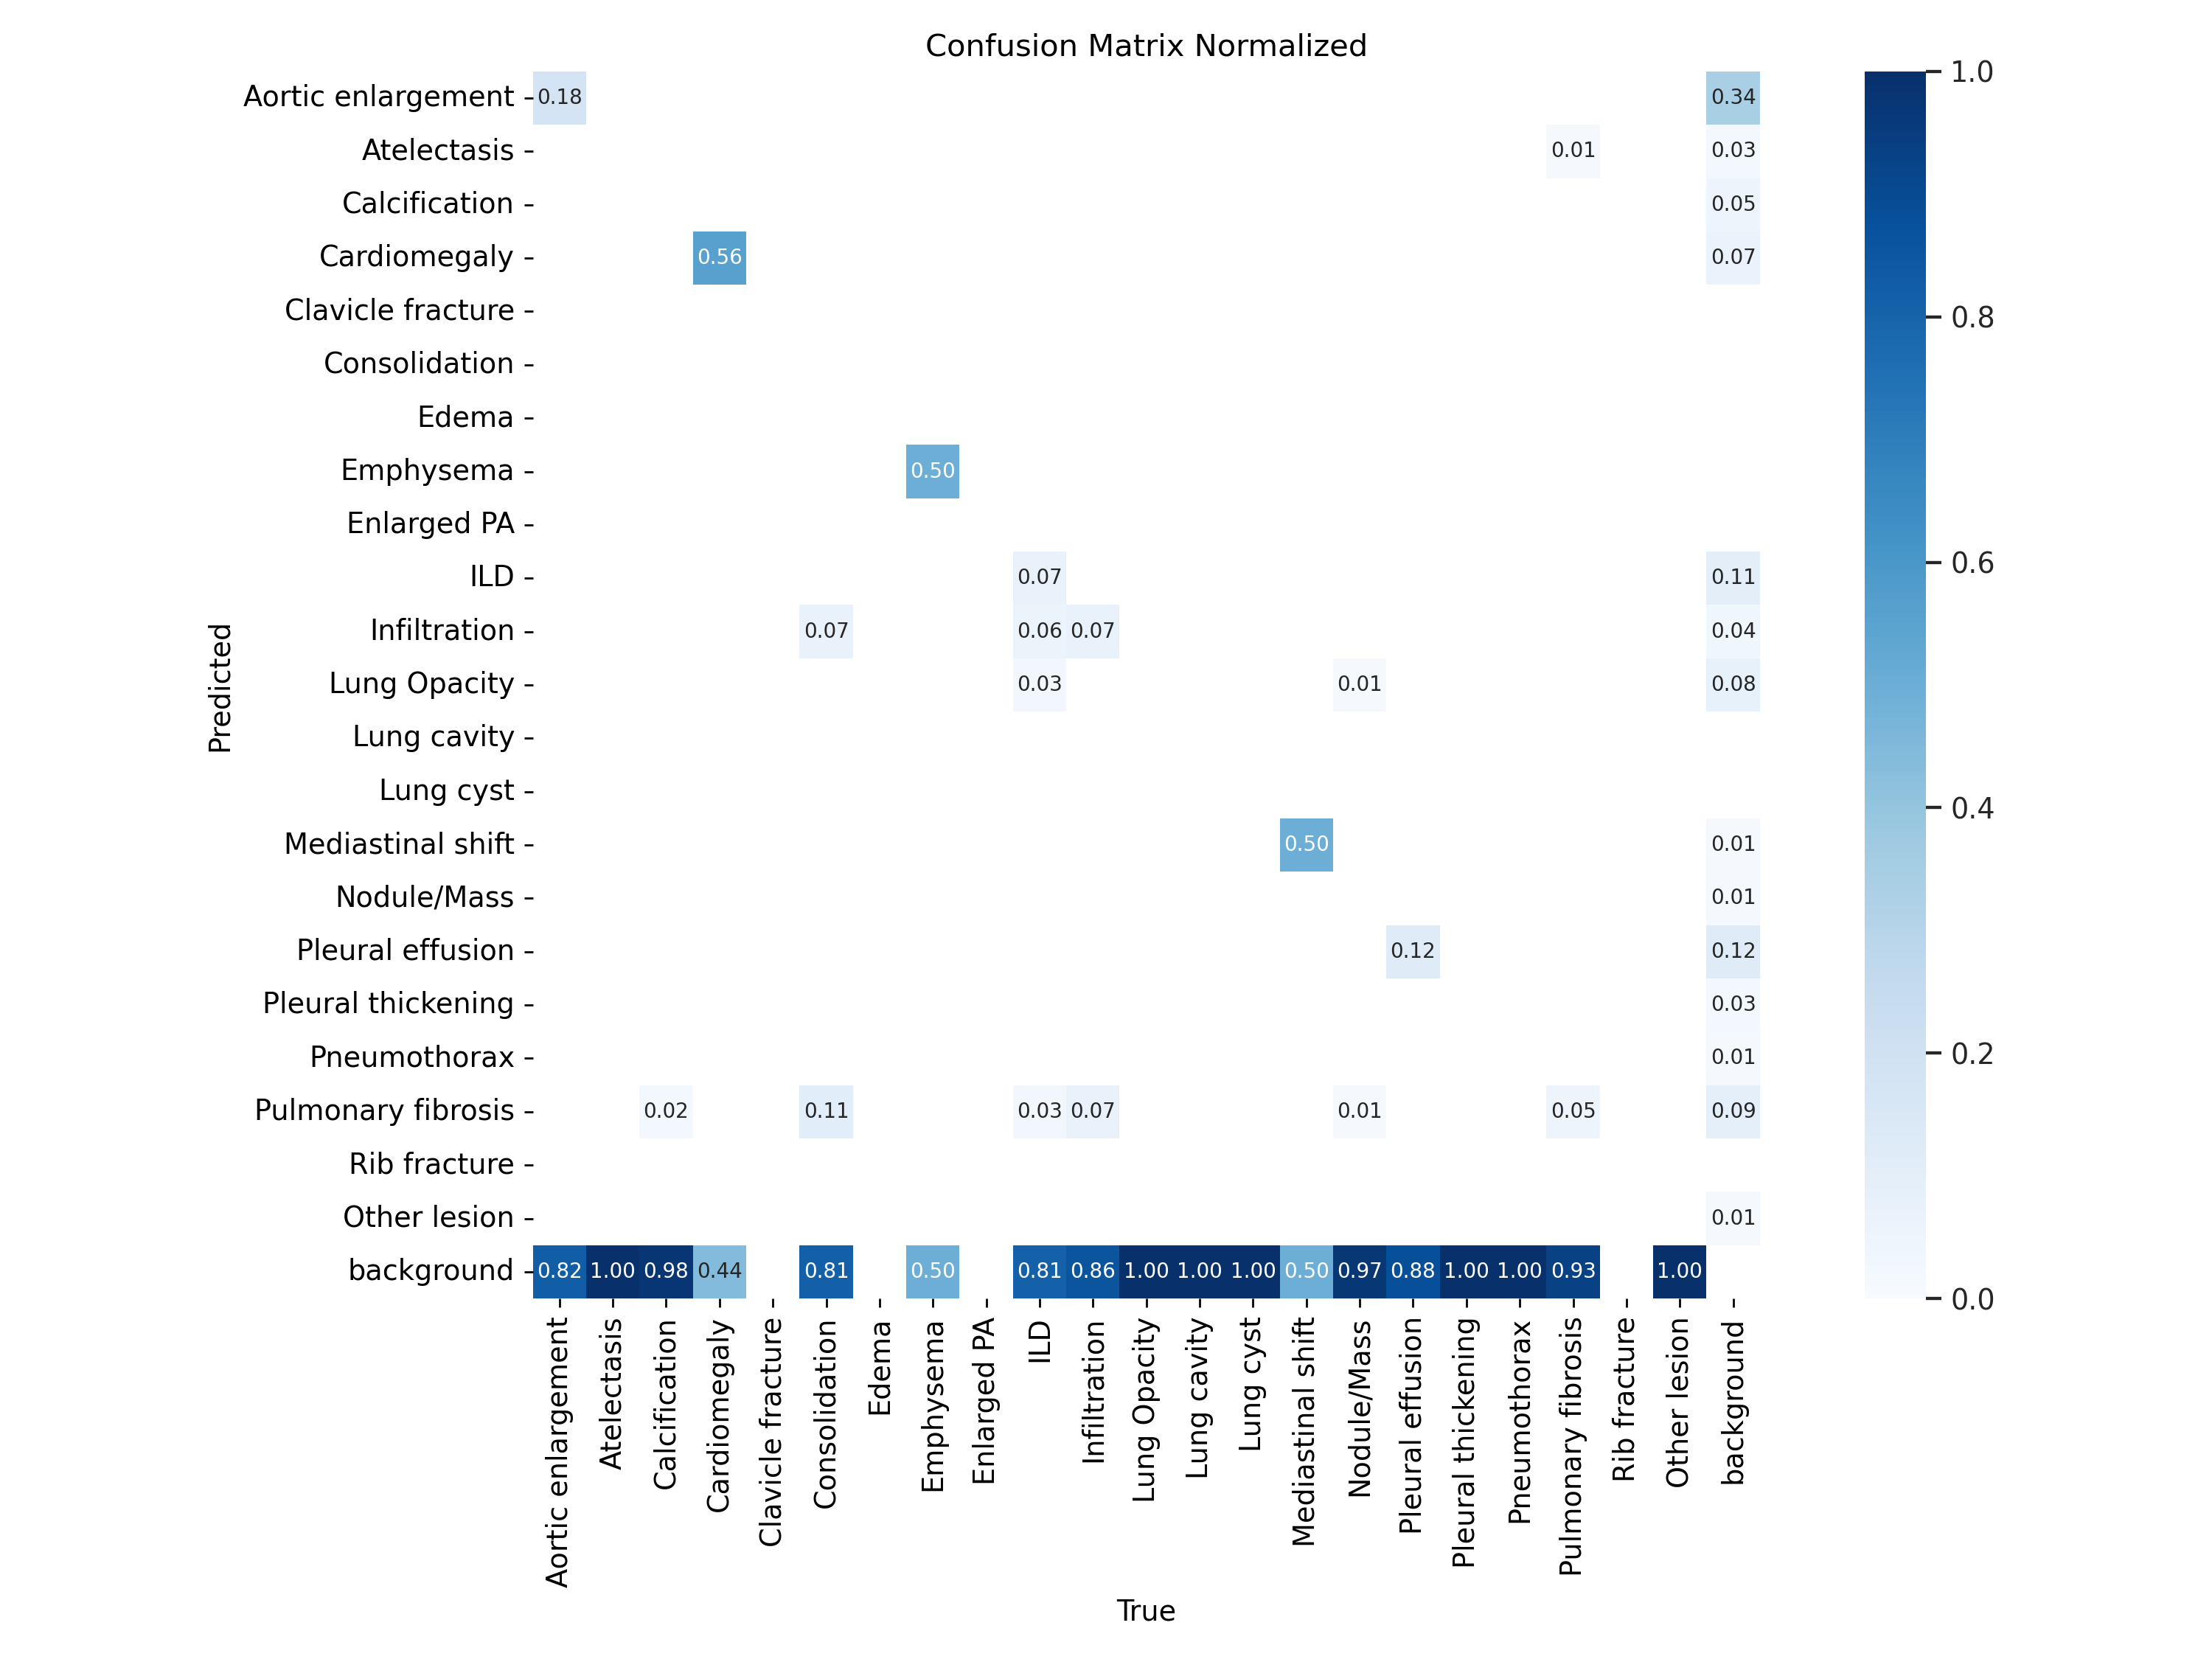 Confusion Matrix Normalized
Aortic enlargement 0.18 0.34
Atelectasis 0.01 0.03
Calcification 0.05
Cardiomegaly 0.56 0.07
Clavicle fracture
Consolidation
Edema
Emphysema 0.50
Enlarged PA
ILD 0.07 0.11
Infiltration 0.07 0.06 0.07 0.04
Lung Opacity 0.03 0.01 0.08
Lung cavity
Lung cyst
Mediastinal shift 0.50 0.01
Nodule/Mass 0.01
Pleural effusion 0.12 0.12
Pleural thickening 0.03
Pneumothorax 0.01
Pulmonary fibrosis 0.02 0.11 0.03 0.07 0.01 0.05 0.09
Rib fracture
Other lesion 0.01
background 0.82 1.00 0.98 0.44 0.81 0.50 0.81 0.86 1.00 1.00 1.00 0.50 0.97 0.88 1.00 1.00 0.93 1.00
Predicted
Aortic enlargement
Atelectasis
Calcification
Cardiomegaly
Clavicle fracture
Consolidation
Edema
Emphysema
Enlarged PA
ILD
Infiltration
Lung Opacity
Lung cavity
Lung cyst
Mediastinal shift
Nodule/Mass
Pleural effusion
Pleural thickening
Pneumothorax
Pulmonary fibrosis
Rib fracture
Other lesion
background
True
1.0
0.8
0.6
0.4
0.2
0.0